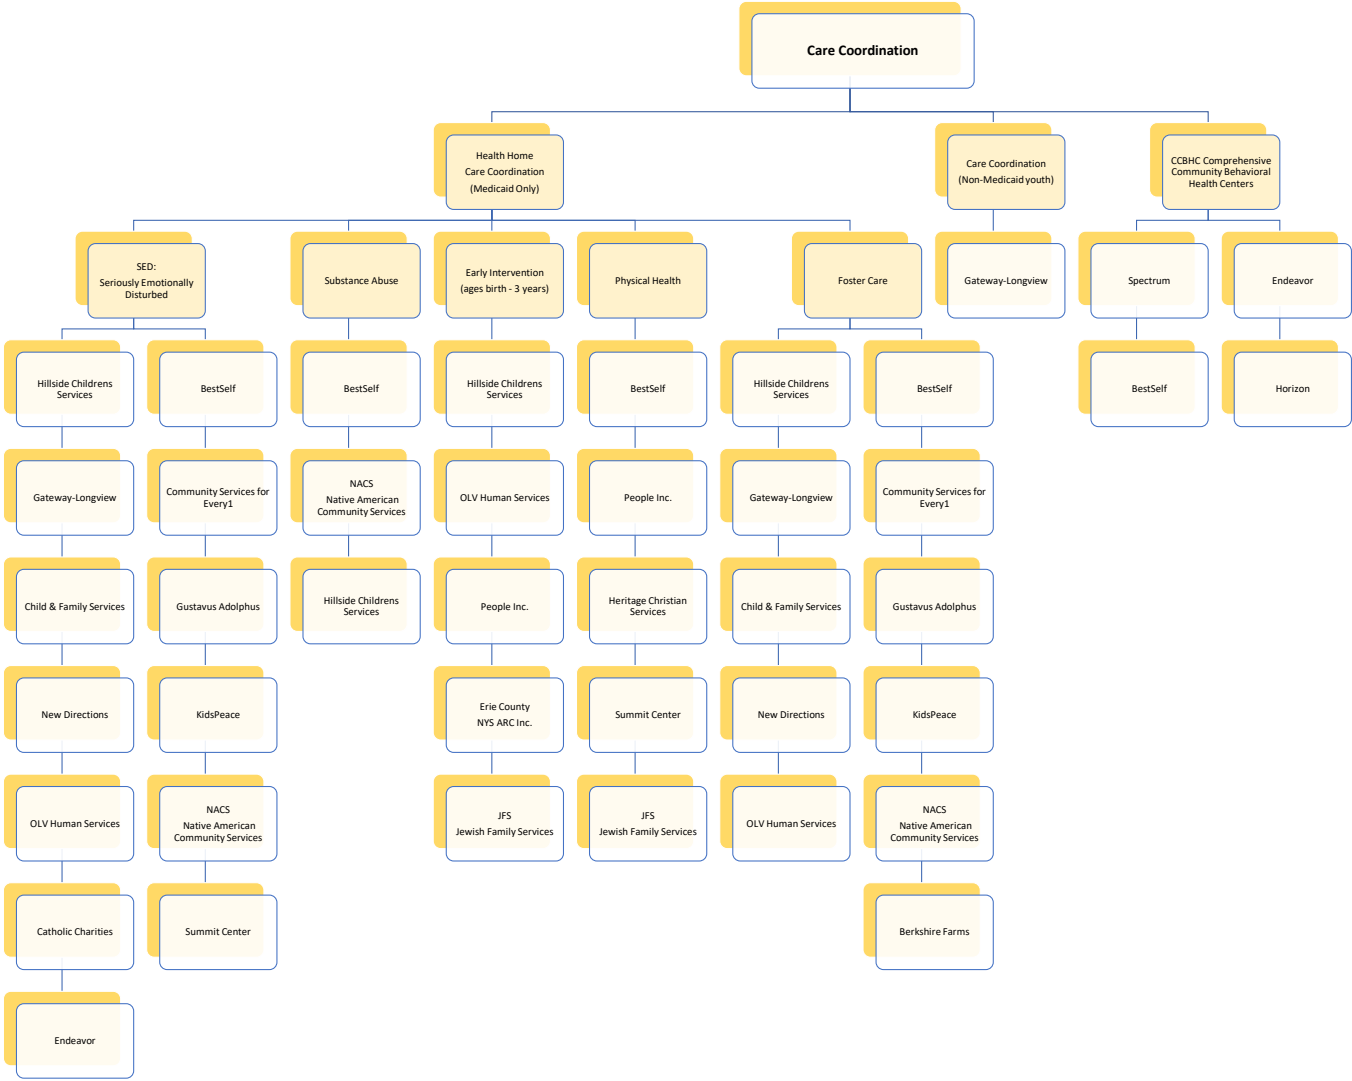 Care Coordination
Health Home
Care Coordination
(Medicaid Only)
Care Coordination
(Non-Medicaid youth)
CCBHC Comprehensive
Community Behavioral
Health Centers
SED:
Seriously Emotionally
Disturbed
Substance Abuse
Early Intervention
(ages birth - 3 years)
Physical Health
Foster Care
Gateway-Longview
Spectrum
Endeavor
Hillside Childrens
Services
BestSelf
BestSelf
Hillside Childrens
Services
BestSelf
Hillside Childrens
Services
BestSelf
BestSelf
Horizon
Gateway-Longview
Community Services for
Every1
NACS
Native American
Community Services
OLV Human Services
People Inc.
Gateway-Longview
Community Services for
Every1
Child & Family Services
Gustavus Adolphus
Hillside Childrens
Services
People Inc.
Heritage Christian
Services
Child & Family Services
Gustavus Adolphus
New Directions
KidsPeace
Erie County
NYS ARC Inc.
Summit Center
New Directions
KidsPeace
OLV Human Services
NACS
Native American
Community Services
JFS
Jewish Family Services
JFS
Jewish Family Services
OLV Human Services
NACS
Native American
Community Services
Catholic Charities
Summit Center
Berkshire Farms
Endeavor